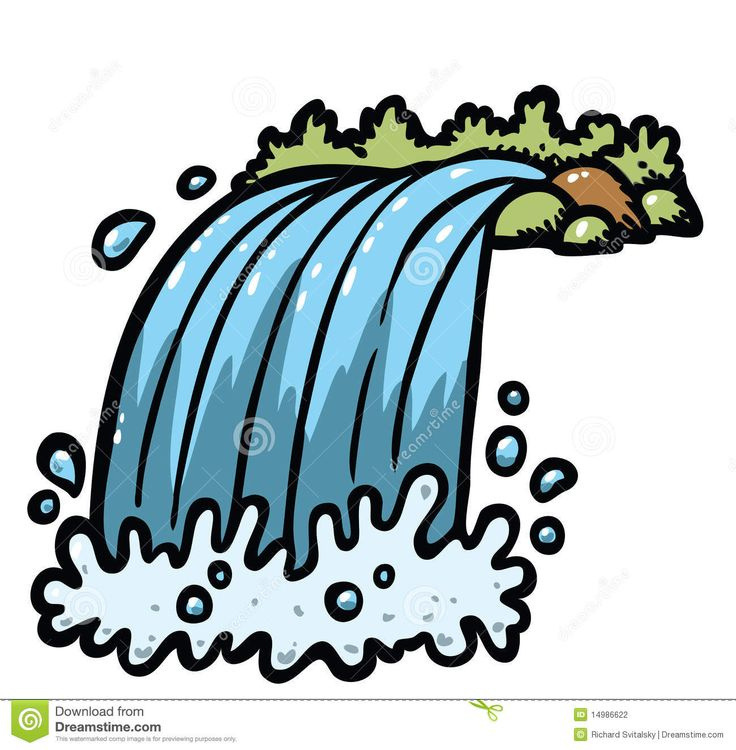 dreamstime
Download from
Dreamstime.com
This watermarked comp image is for previewing purposes only.
ID 14986622
© Richard Svitalsky | Dreamstime.com